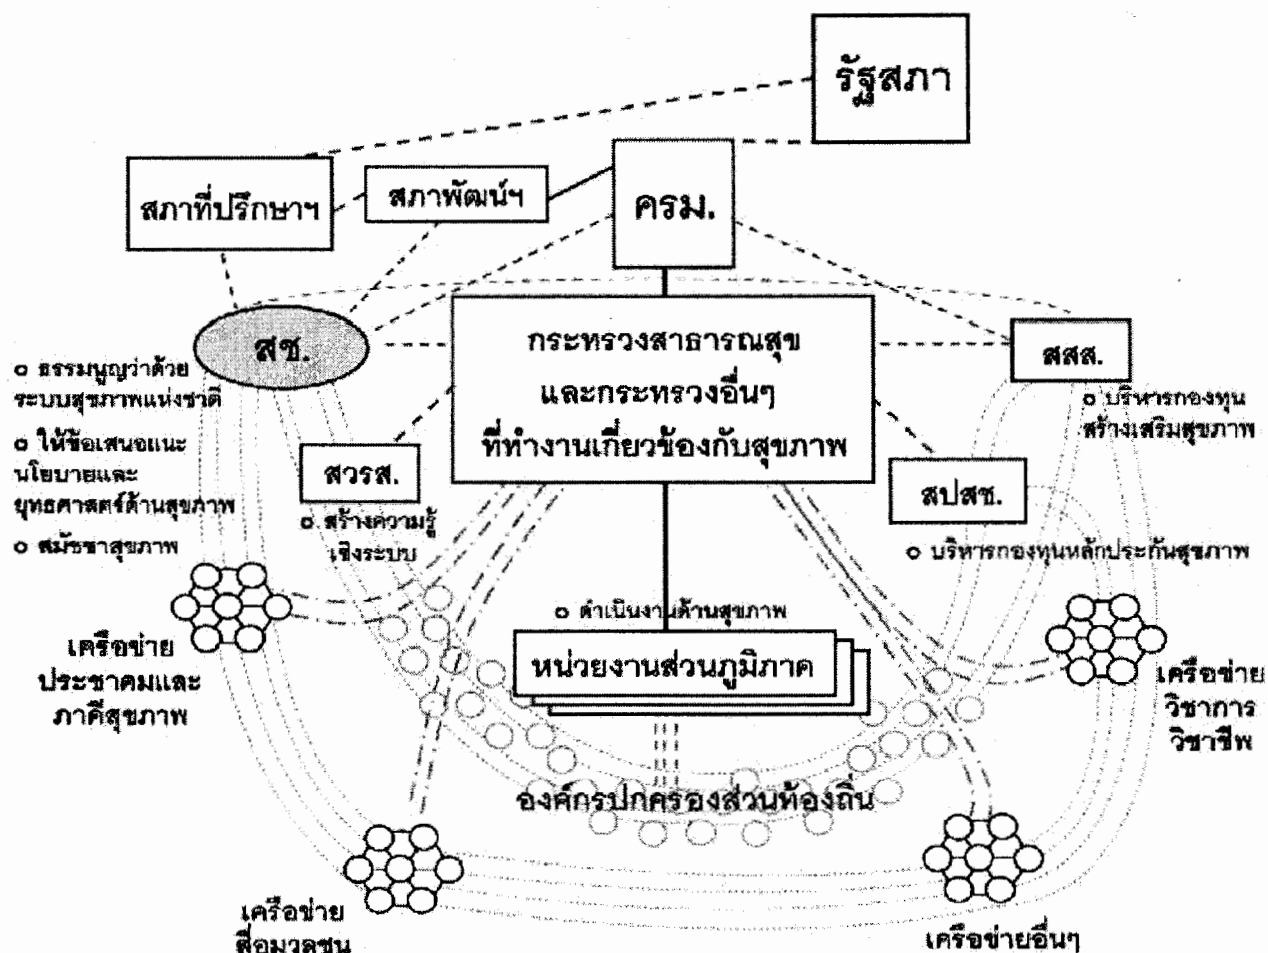 รัฐสภา
สภาที่ปรึกษาฯ
สภาพัฒน์ฯ
ครม.
สช.
กระทรวงสาธารณสุข
และกระทรวงอื่นๆ
ที่ทำงานเกี่ยวข้องกับสุขภาพ
สสส.
o ธรรมนูญว่าด้วย
ระบบสุขภาพแห่งชาติ
o ให้ข้อเสนอแนะ
นโยบายและ
ยุทธศาสตร์ด้านสุขภาพ
o สมัชชาสุขภาพ
o บริหารกองทุน
สร้างเสริมสุขภาพ
สวรส.
o สร้างความรู้
เชิงระบบ
สปสช.
o บริหารกองทุนหลักประกันสุขภาพ
o ดำเนินงานด้านสุขภาพ
หน่วยงานส่วนภูมิภาค
เครือข่าย
ประชาคมและ
ภาคีสุขภาพ
เครือข่าย
วิชาการ
วิชาชีพ
องค์กรปกครองส่วนท้องถิ่น
เครือข่าย
สื่อมวลชน
เครือข่ายอื่นๆ